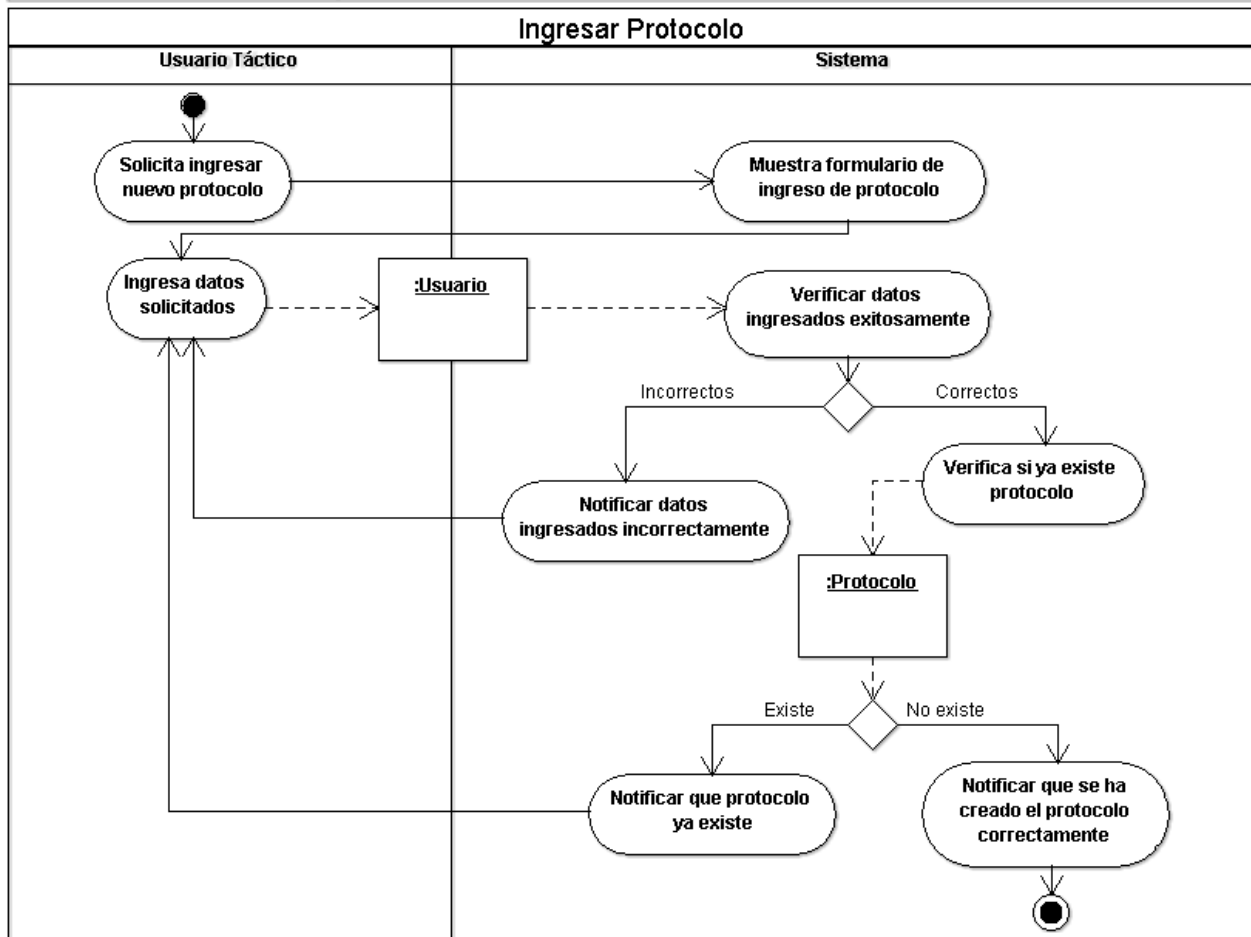 Ingresar Protocolo
Usuario Táctico
Sistema
Solicita ingresar
nuevo protocolo
Muestra formulario de
ingreso de protocolo
Ingresa datos
solicitados
:Usuario
Verificar datos
ingresados exitosamente
Incorrectos
Correctos
Verifica si ya existe
protocolo
Notificar datos
ingresados incorrectamente
:Protocolo
Existe
No existe
Notificar que protocolo
ya existe
Notificar que se ha
creado el protocolo
correctamente